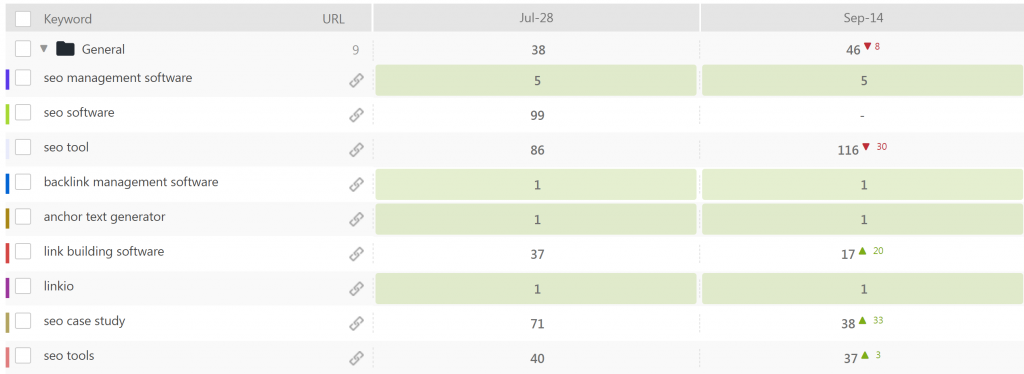 Keyword URL Jul-28 Sep-14
General 9 38 46 ▼ 8
seo management software 5 5
seo software 99 -
seo tool 86 116 ▼ 30
backlink management software 1 1
anchor text generator 1 1
link building software 37 17 ▲ 20
linkio 1 1
seo case study 71 38 ▲ 33
seo tools 40 37 ▲ 3